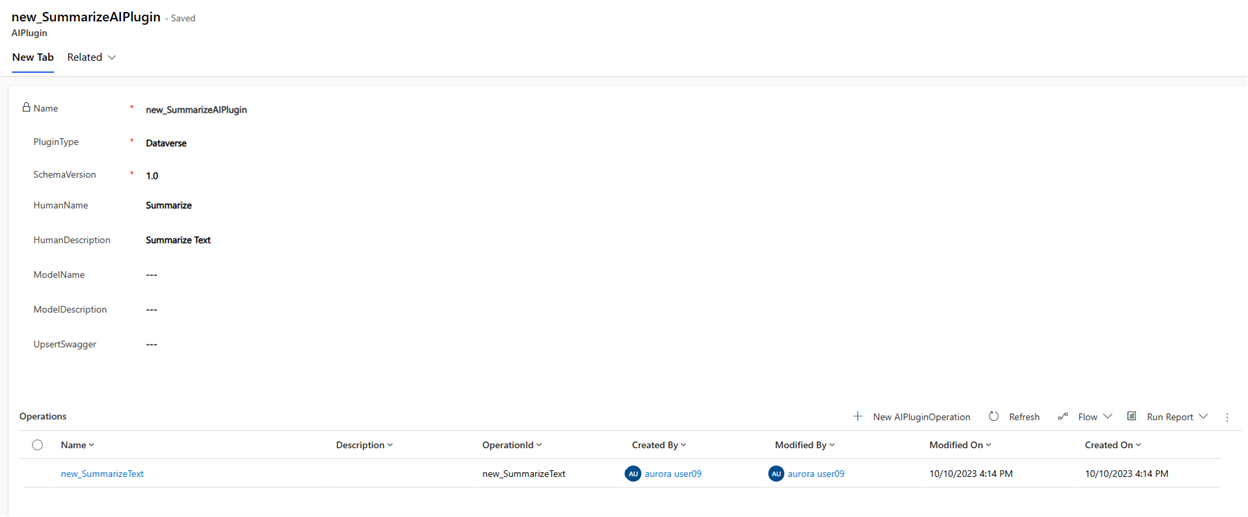 new_SummarizeAIPlugin - Saved
AIPlugin
New Tab Related
Name * new_SummarizeAIPlugin
PluginType * Dataverse
SchemaVersion * 1.0
HumanName Summarize
HumanDescription Summarize Text
ModelName ---
ModelDescription ---
UpsertSwagger ---
Operations + New AIPluginOperation Refresh Flow Run Report
Name Description OperationId Created By Modified By Modified On Created On
new_SummarizeText new_SummarizeText AU aurora user09 AU aurora user09 10/10/2023 4:14 PM 10/10/2023 4:14 PM